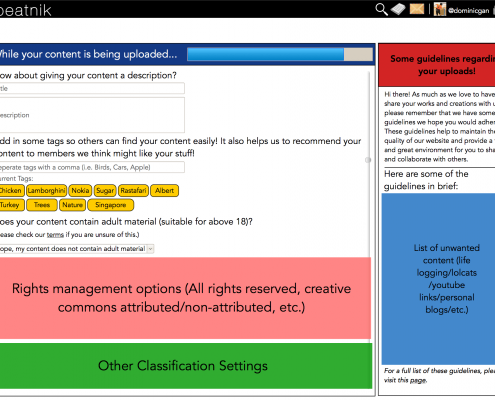 beatnik
@dominicgan
While your content is being uploaded...
How about giving your content a description?
Title
Description
Add in some tags so others can find your content easily! It also helps us to recommend your
content to members we think might like your stuff!
Seperate tags with a comma (i.e. Birds, Cars, Apple)
Current Tags:
Chicken Lamborghini Nokia Sugar Rastafari Albert
Turkey Trees Nature Singapore
Does your content contain adult material (suitable for above 18)?
Please check our terms if you are unsure of this.)
Nope, my content does not contain adult material
Rights management options (All rights reserved, creative
commons attributed/non-attributed, etc.)
Other Classification Settings
Some guidelines regarding
your uploads!
Hi there! As much as we love to have
share your works and creations with u
please remember that we have some
guidelines we hope you would adhere
These guidelines help to maintain the
quality of our website and provide a
and great environment for you to sha
and collaborate with others.
Here are some of the
guidelines in brief:
List of unwanted
content (life
logging/lolcats
/youtube
links/personal
blogs/etc.)
For a full list of these guidelines, plea
visit this page.